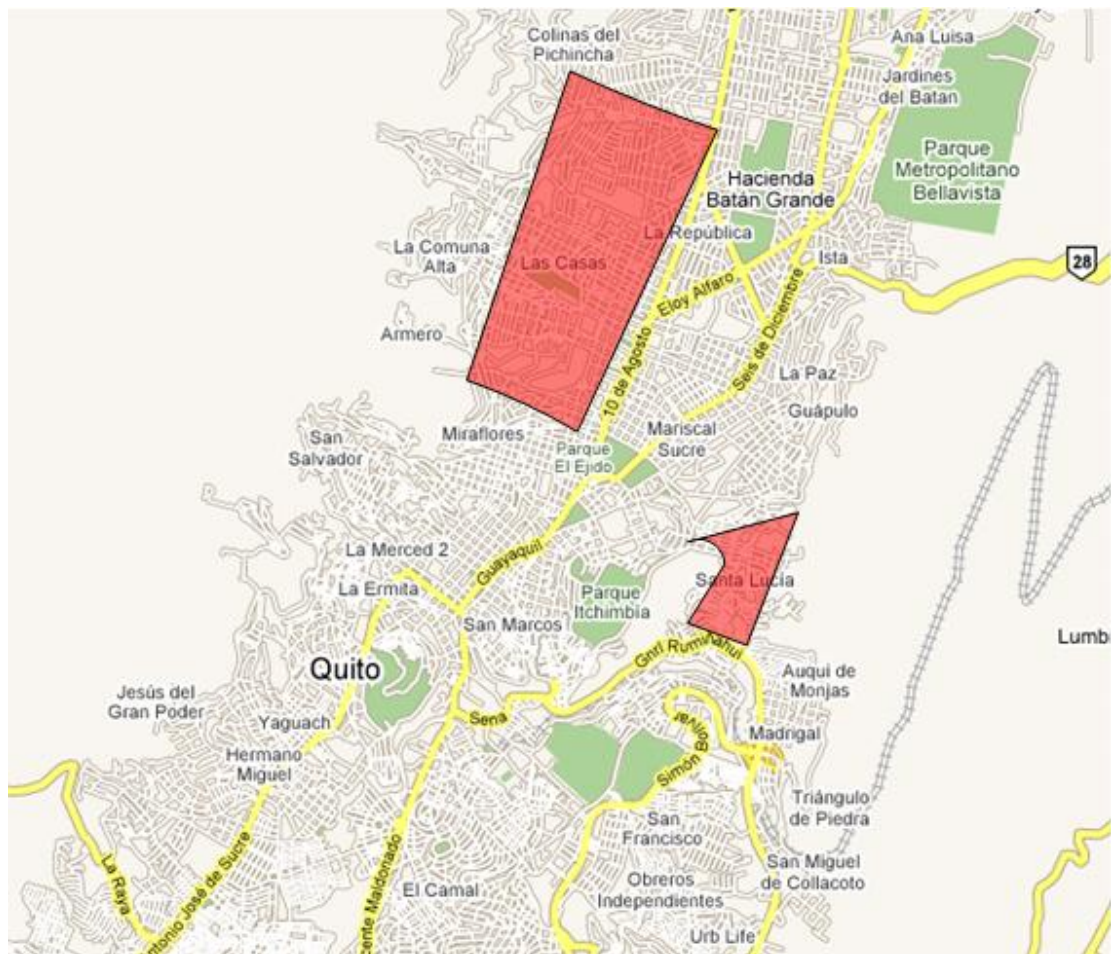 Colinas del
Pichincha
Ana Luisa
Jardines
del Batan
Parque
Metropolitano
Bellavista
Hacienda
Batán Grande
La República
La Comuna
Alta
Las Casas
Ista
28
Eloy Alfaro
Armero
Seis de Diciembre
10 de Agosto
La Paz
Guápulo
Miraflores
Mariscal
Sucre
Parque
El Ejido
San
Salvador
La Merced 2
Guayaquil
La Ermita
Santa Lucía
Parque
Itchimbia
San Marcos
Gntl Rumiñahui
Lumb
Quito
Auqui de
Monjas
Jesús del
Gran Poder
Yaguach
Sena
Simón Bolívar
Madrigal
Hermano
Miguel
Triángulo
de Piedra
San
Francisco
La Raya
Antonio José de Sucre
cente Maldonado
El Camal
San Miguel
de Collacoto
Obreros
Independientes
Urb Life